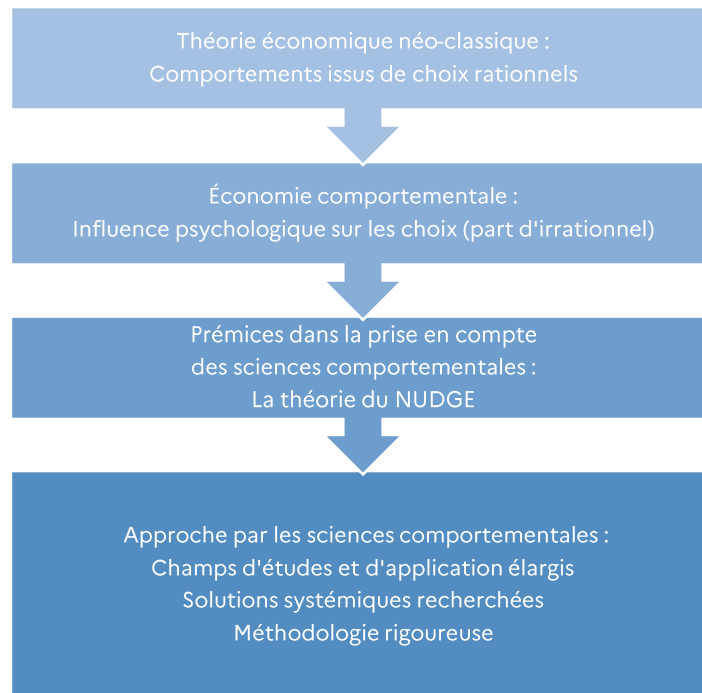 Théorie économique néo-classique :
Comportements issus de choix rationnels
Économie comportementale :
Influence psychologique sur les choix (part d'irrationnel)
Prémices dans la prise en compte
des sciences comportementales :
La théorie du NUDGE
Approche par les sciences comportementales :
Champs d'études et d'application élargis
Solutions systémiques recherchées
Méthodologie rigoureuse